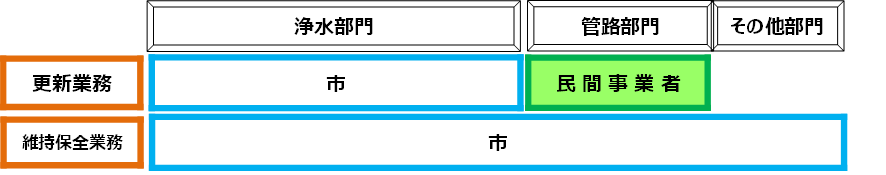 浄水部門 管路部門 その他部門
更新業務 市 民間事業者
維持保全業務 市